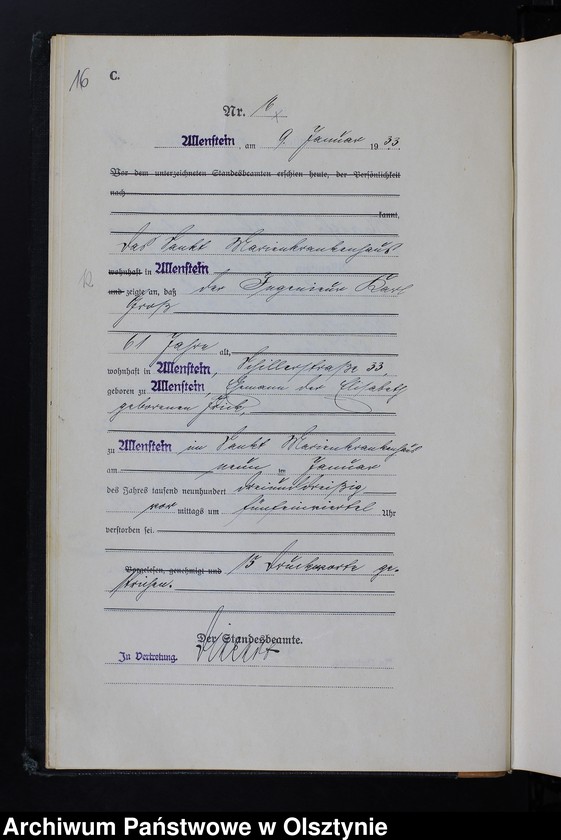 16
C.
Nr. 16
Allenstein, am 9. Januar 1933
Vor dem unterzeichneten Standesbeamten erschien heute, der Persönlichkeit
nach
kannt,
Das Sankt Marienkrankenhaus
wohnhaft in Allenstein
und zeigte an, daß der Ingenieur Karl
Groß
61 Jahre alt,
wohnhaft in Allenstein, Schillerstraße 33
geboren zu Allenstein, Ehemann der Elisabeth
geborenen
zu Allenstein im Sankt Marienkrankenhaus
am neun ten Januar
des Jahres tausend neunhundert dreiunddreißig
vor mittags um fünfeinviertel Uhr
verstorben sei.
Vorgelesen, genehmigt und 13 Druckworte ge-
strichen.
Der Standesbeamte.
In Vertretung.
Archiwum Państwowe w Olsztynie